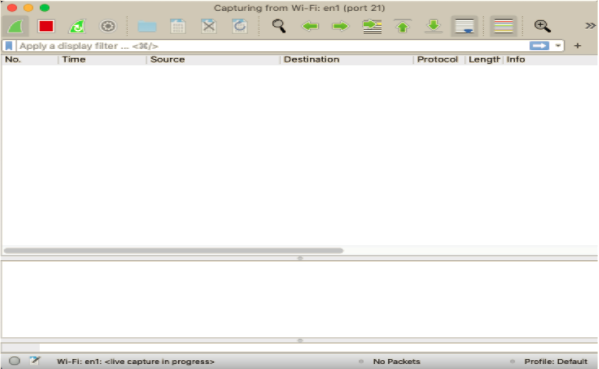 Capturing from Wi-Fi: en1 (port 21)
Apply a display filter ... <⌘/>
+
No. Time Source Destination Protocol Length Info
Wi-Fi: en1: <live capture in progress> No Packets Profile: Default